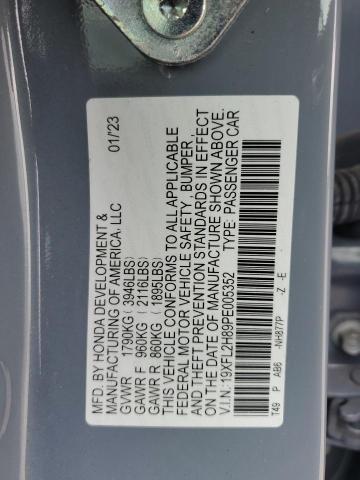 MFD. BY HONDA DEVELOPMENT &
MANUFACTURING OF AMERICA, LLC 01/23
GVWR 1790KG (3946LBS)
GAWR F 960KG (2116LBS)
GAWR R 860KG (1895LBS)
THIS VEHICLE CONFORMS TO ALL APPLICABLE
FEDERAL MOTOR VEHICLE SAFETY, BUMPER,
AND THEFT PREVENTION STANDARDS IN EFFECT
ON THE DATE OF MANUFACTURE SHOWN ABOVE.
V.I.N: 19XFL2H89PE005352 TYPE: PASSENGER CAR
T49 P AB6 -NH877P -Z -E